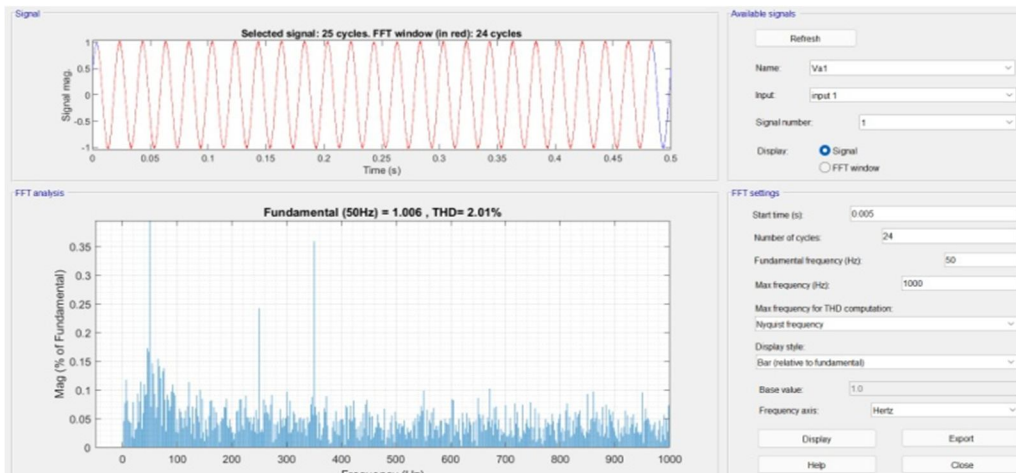 Signal
Selected signal: 25 cycles. FFT window (in red): 24 cycles
Signal mag.
1
0.5
0
-0.5
-1
0 0.05 0.1 0.15 0.2 0.25 0.3 0.35 0.4 0.45 0.5
Time (s)
FFT analysis
Fundamental (50Hz) = 1.006 , THD= 2.01%
Mag (% of Fundamental)
0.35
0.3
0.25
0.2
0.15
0.1
0.05
0
0 100 200 300 400 500 600 700 800 900 1000
Frequency (Hz)
Available signals
Refresh
Name: Va1
Input: input 1
Signal number: 1
Display: Signal
FFT window
FFT settings
Start time (s): 0.005
Number of cycles: 24
Fundamental frequency (Hz): 50
Max frequency (Hz): 1000
Max frequency for THD computation:
Nyquist frequency
Display style:
Bar (relative to fundamental)
Base value: 1.0
Frequency axis: Hertz
Display Export
Help Close